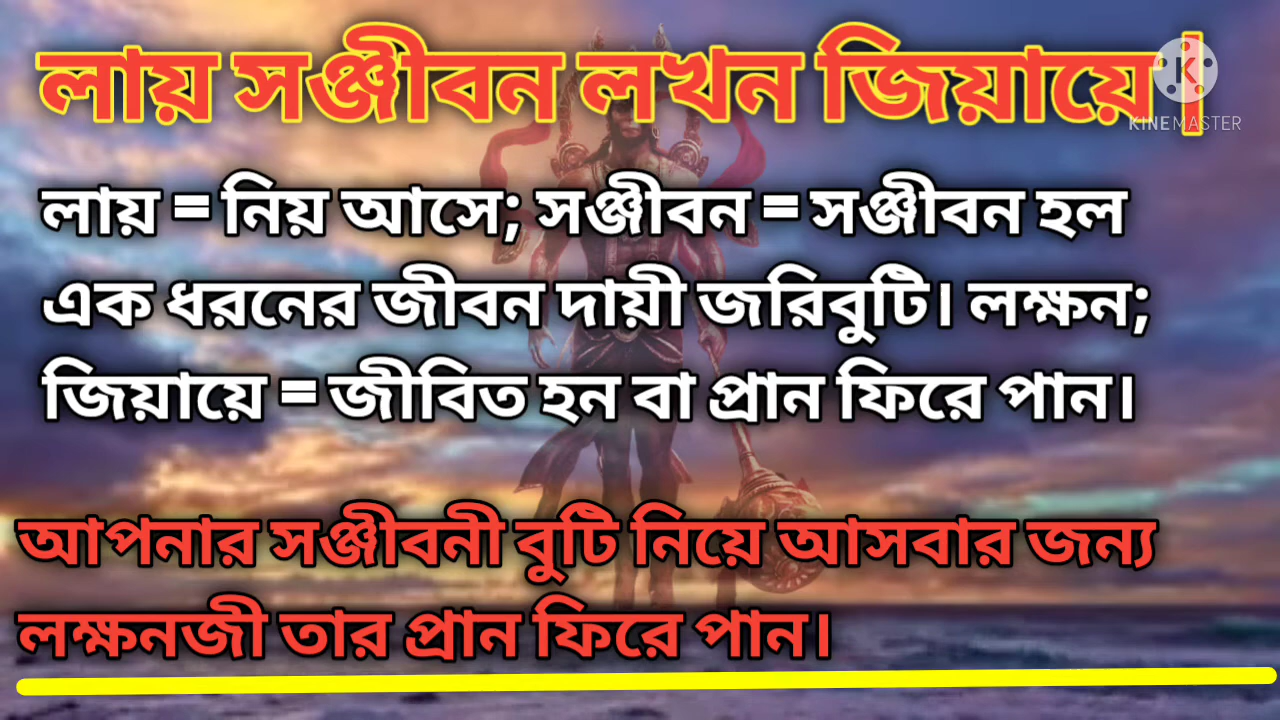 লায় সঞ্জীবন লখন জিয়ায়ে|
KINEMASTER
লায় = নিয় আসে; সঞ্জীবন = সঞ্জীবন হল
এক ধরনের জীবন দায়ী জরিবুটি। লক্ষন;
জিয়ায়ে = জীবিত হন বা প্রান ফিরে পান।
আপনার সঞ্জীবনী বুটি নিয়ে আসবার জন্য
লক্ষনজী তার প্রান ফিরে পান।